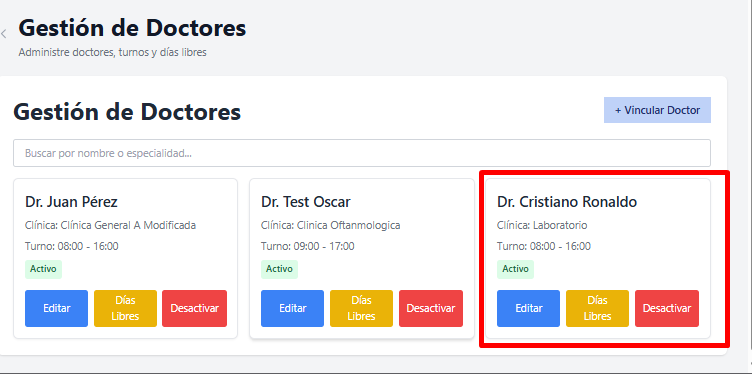 Gestión de Doctores
Administre doctores, turnos y días libres
Gestión de Doctores
+ Vincular Doctor
Buscar por nombre o especialidad...
Dr. Juan Pérez
Clínica: Clínica General A Modificada
Turno: 08:00 - 16:00
Activo
Editar
Días
Libres
Desactivar
Dr. Test Oscar
Clínica: Clinica Oftanmologica
Turno: 09:00 - 17:00
Activo
Editar
Días
Libres
Desactivar
Dr. Cristiano Ronaldo
Clínica: Laboratorio
Turno: 08:00 - 16:00
Activo
Editar
Días
Libres
Desactivar